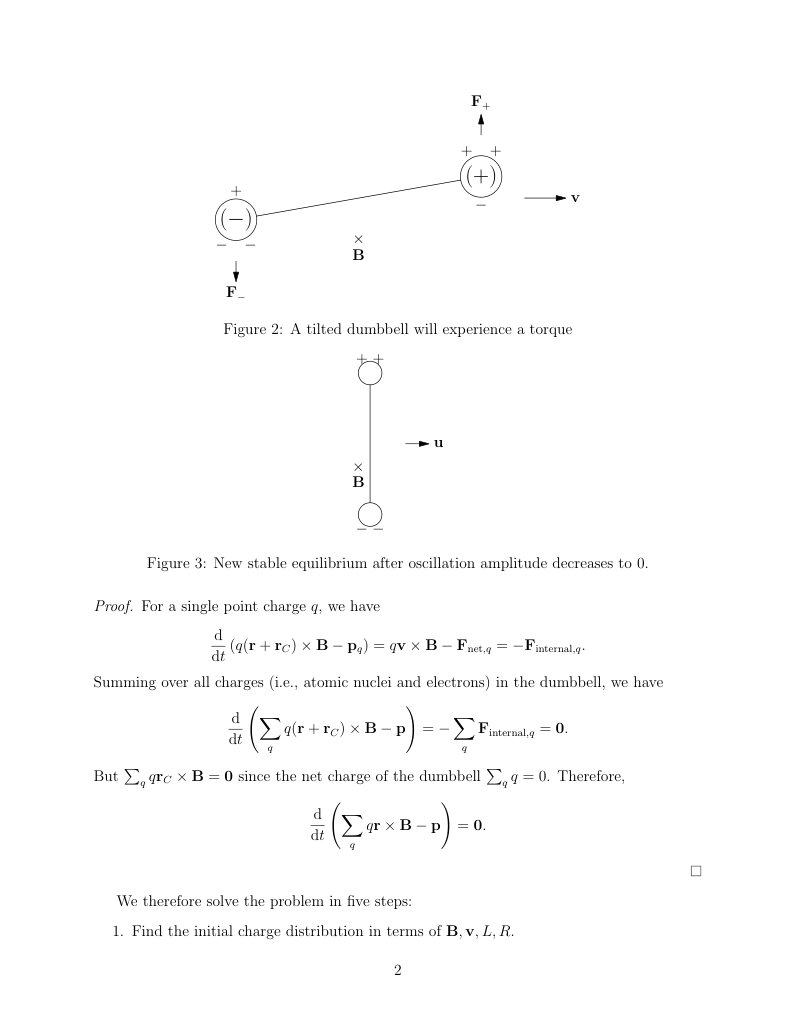 F₊
+ +
(+)
−
v
+
(−)
− −
F₋
×
B
Figure 2: A tilted dumbbell will experience a torque
+ +
u
×
B
− −
Figure 3: New stable equilibrium after oscillation amplitude decreases to 0.
Proof. For a single point charge q, we have
d/dt (q(r + r_C) × B − p_q) = qv × B − F_net,q = −F_internal,q.
Summing over all charges (i.e., atomic nuclei and electrons) in the dumbbell, we have
d/dt (∑_q q(r + r_C) × B − p) = − ∑_q F_internal,q = 0.
But ∑_q qr_C × B = 0 since the net charge of the dumbbell ∑_q q = 0. Therefore,
d/dt (∑_q qr × B − p) = 0.
□
We therefore solve the problem in five steps:
1. Find the initial charge distribution in terms of B, v, L, R.
2